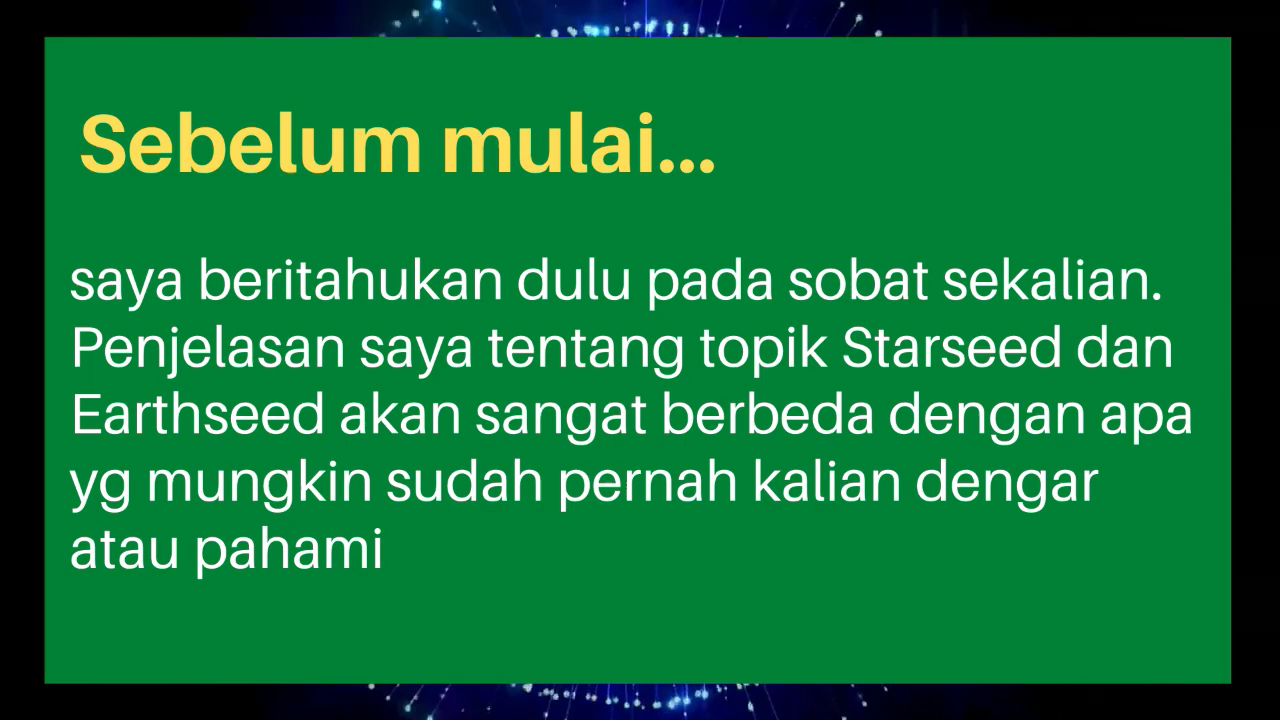 Sebelum mulai...
saya beritahukan dulu pada sobat sekalian.
Penjelasan saya tentang topik Starseed dan
Earthseed akan sangat berbeda dengan apa
yg mungkin sudah pernah kalian dengar
atau pahami